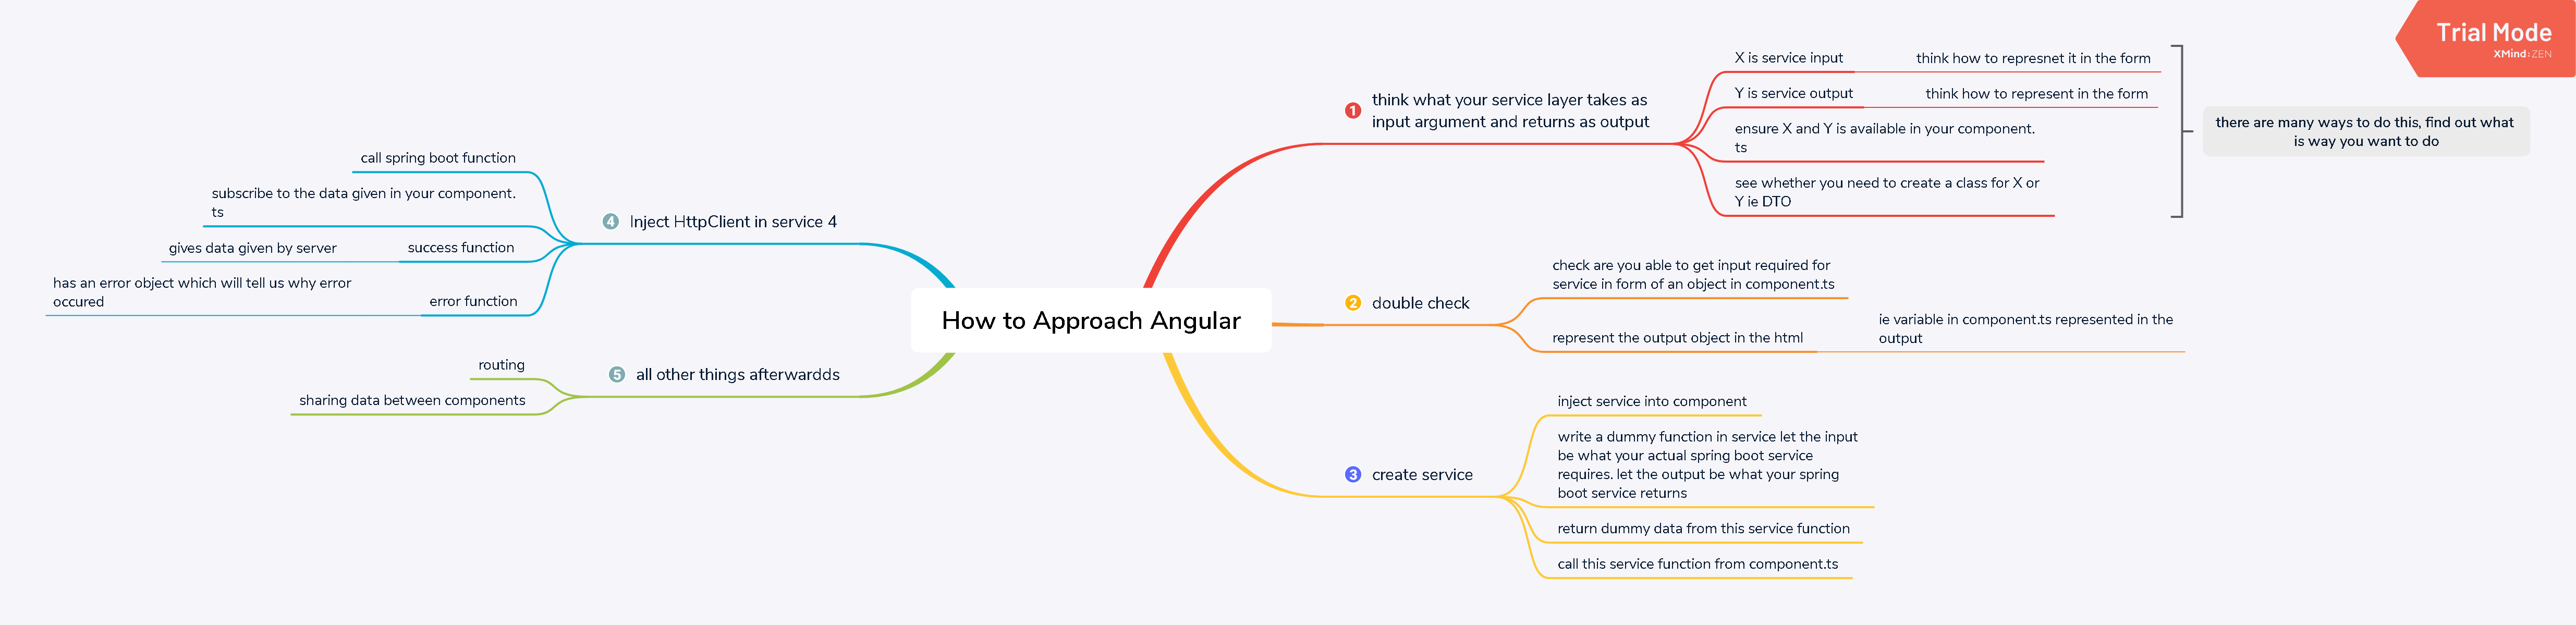 Trial Mode
XMind:ZEN
How to Approach Angular
1
think what your service layer takes as
input argument and returns as output
X is service input
think how to represnet it in the form
Y is service output
think how to represent in the form
ensure X and Y is available in your component.
ts
see whether you need to create a class for X or
Y ie DTO
there are many ways to do this, find out what
is way you want to do
2
double check
check are you able to get input required for
service in form of an object in component.ts
represent the output object in the html
ie variable in component.ts represented in the
output
3
create service
inject service into component
write a dummy function in service let the input
be what your actual spring boot service
requires. let the output be what your spring
boot service returns
return dummy data from this service function
call this service function from component.ts
4
Inject HttpClient in service 4
call spring boot function
subscribe to the data given in your component.
ts
success function
gives data given by server
error function
has an error object which will tell us why error
occured
5
all other things afterwardds
routing
sharing data between components